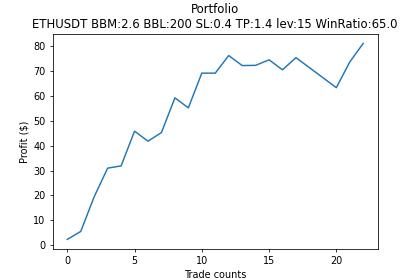 Portfolio
ETHUSDT BBM:2.6 BBL:200 SL:0.4 TP:1.4 lev:15 WinRatio:65.0
80
70
60
50
40
30
20
10
0
Profit ($)
0 5 10 15 20
Trade counts